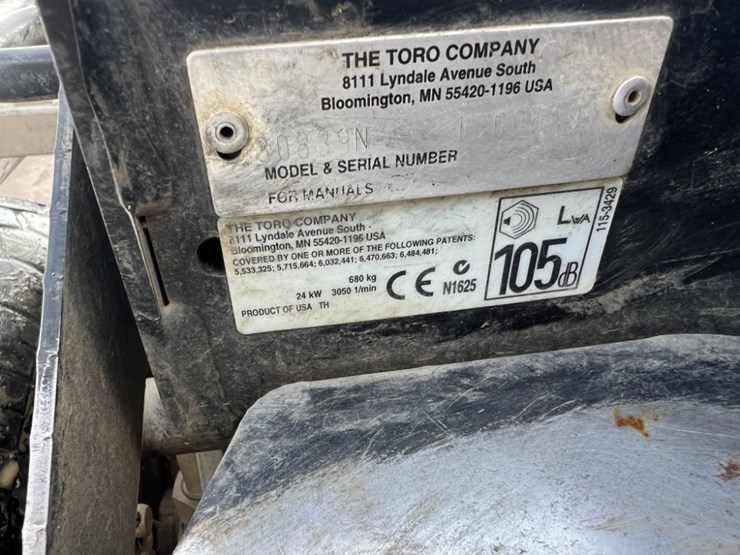 THE TORO COMPANY
8111 Lyndale Avenue South
Bloomington, MN 55420-1196 USA
MODEL & SERIAL NUMBER
FOR MANUALS
THE TORO COMPANY
8111 Lyndale Avenue South
Bloomington, MN 55420-1196 USA
COVERED BY ONE OR MORE OF THE FOLLOWING PATENTS:
5,533,325; 5,715,664; 6,032,441; 6,470,663; 6,484,481;
680 kg
24 kW 3050 1/min
PRODUCT OF USA TH
CE
N1625
LWA
105dB
115-3429